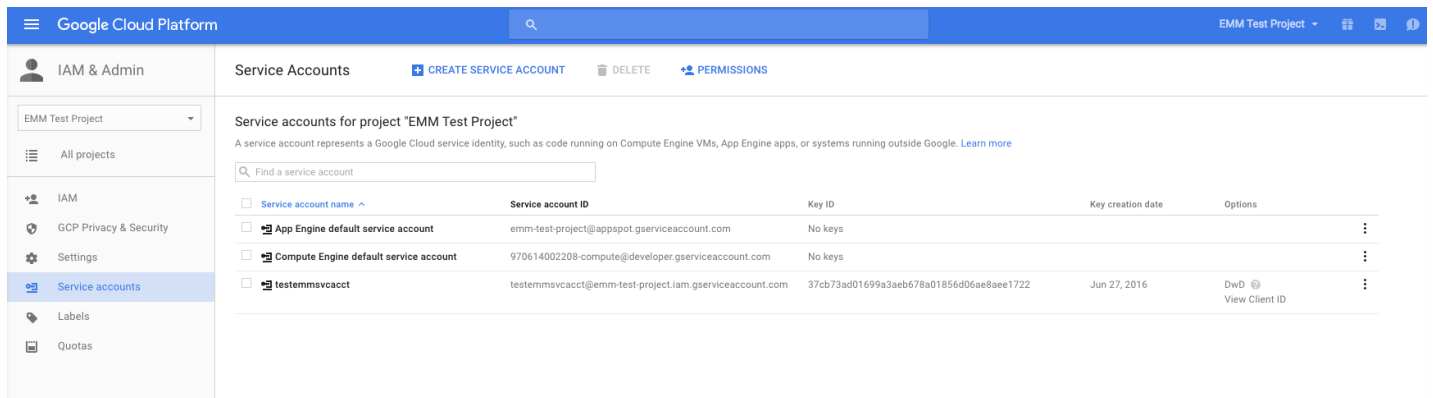 Google Cloud Platform
EMM Test Project
IAM & Admin
Service Accounts
CREATE SERVICE ACCOUNT
DELETE
PERMISSIONS
EMM Test Project
All projects
IAM
GCP Privacy & Security
Settings
Service accounts
Labels
Quotas
Service accounts for project "EMM Test Project"
A service account represents a Google Cloud service identity, such as code running on Compute Engine VMs, App Engine apps, or systems running outside Google. Learn more
Find a service account
Service account name Service account ID Key ID Key creation date Options
App Engine default service account emm-test-project@appspot.gserviceaccount.com No keys
Compute Engine default service account 970614002208-compute@developer.gserviceaccount.com No keys
testemmsvcacct testemmsvcacct@emm-test-project.iam.gserviceaccount.com 37cb73ad01699a3aeb678a01856d06ae8aee1722 Jun 27, 2016 DwD
View Client ID